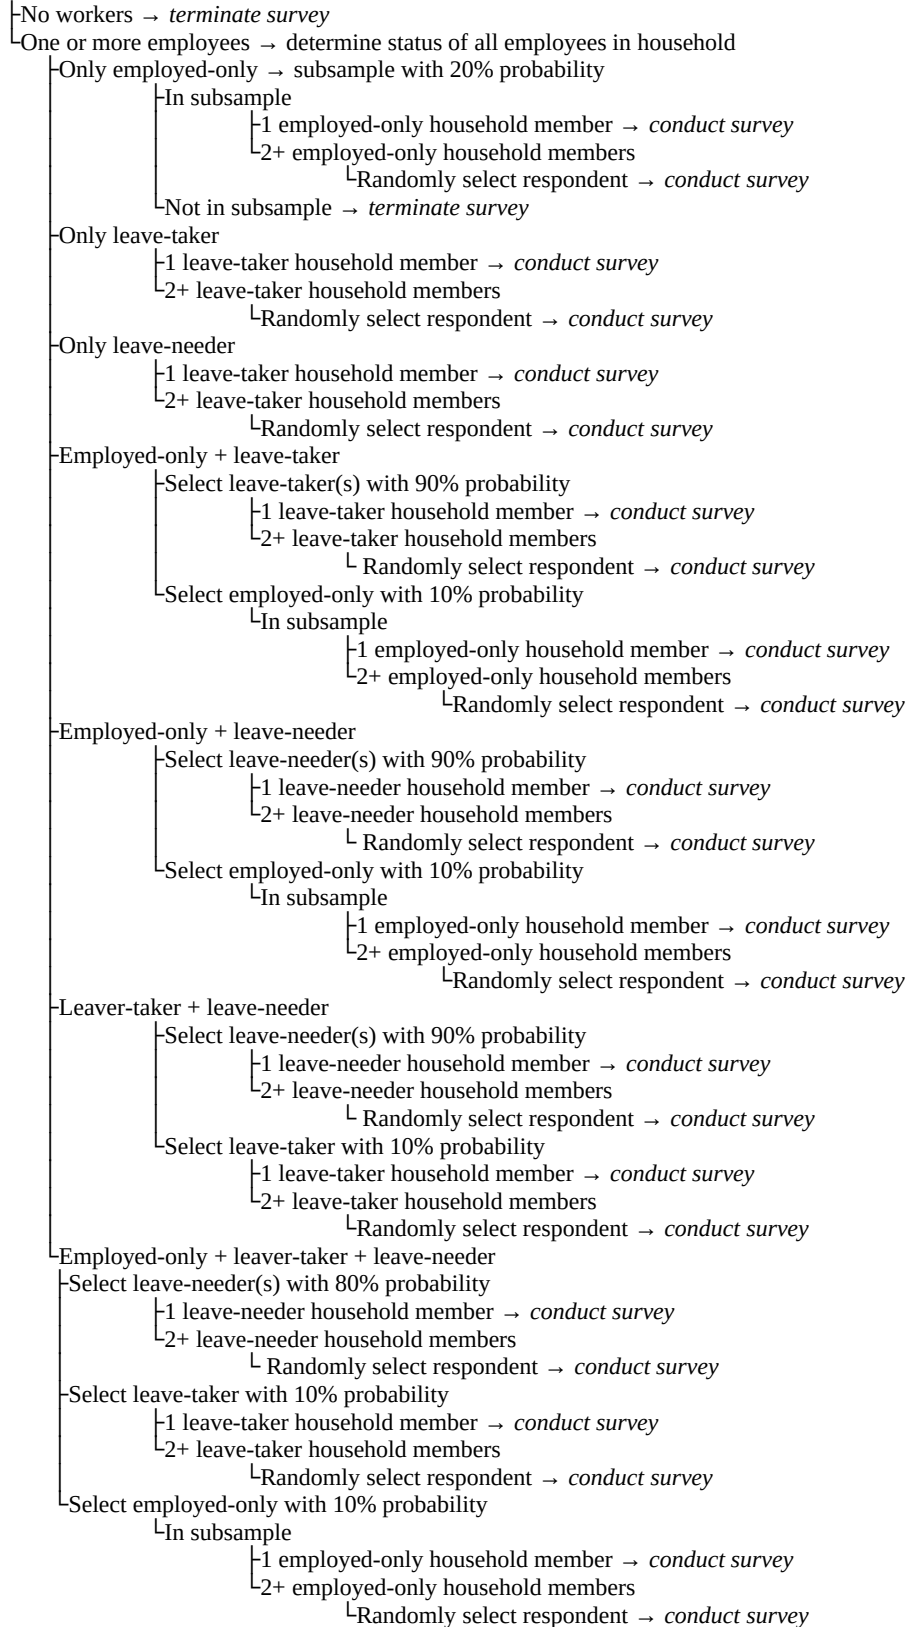 No workers → terminate survey
One or more employees → determine status of all employees in household
Only employed-only → subsample with 20% probability
In subsample
1 employed-only household member → conduct survey
2+ employed-only household members
Randomly select respondent → conduct survey
Not in subsample → terminate survey
Only leave-taker
1 leave-taker household member → conduct survey
2+ leave-taker household members
Randomly select respondent → conduct survey
Only leave-needer
1 leave-taker household member → conduct survey
2+ leave-taker household members
Randomly select respondent → conduct survey
Employed-only + leave-taker
Select leave-taker(s) with 90% probability
1 leave-taker household member → conduct survey
2+ leave-taker household members
Randomly select respondent → conduct survey
Select employed-only with 10% probability
In subsample
1 employed-only household member → conduct survey
2+ employed-only household members
Randomly select respondent → conduct survey
Employed-only + leave-needer
Select leave-needer(s) with 90% probability
1 leave-needer household member → conduct survey
2+ leave-needer household members
Randomly select respondent → conduct survey
Select employed-only with 10% probability
In subsample
1 employed-only household member → conduct survey
2+ employed-only household members
Randomly select respondent → conduct survey
Leaver-taker + leave-needer
Select leave-needer(s) with 90% probability
1 leave-needer household member → conduct survey
2+ leave-needer household members
Randomly select respondent → conduct survey
Select leave-taker with 10% probability
1 leave-taker household member → conduct survey
2+ leave-taker household members
Randomly select respondent → conduct survey
Employed-only + leaver-taker + leave-needer
Select leave-needer(s) with 80% probability
1 leave-needer household member → conduct survey
2+ leave-needer household members
Randomly select respondent → conduct survey
Select leave-taker with 10% probability
1 leave-taker household member → conduct survey
2+ leave-taker household members
Randomly select respondent → conduct survey
Select employed-only with 10% probability
In subsample
1 employed-only household member → conduct survey
2+ employed-only household members
Randomly select respondent → conduct survey